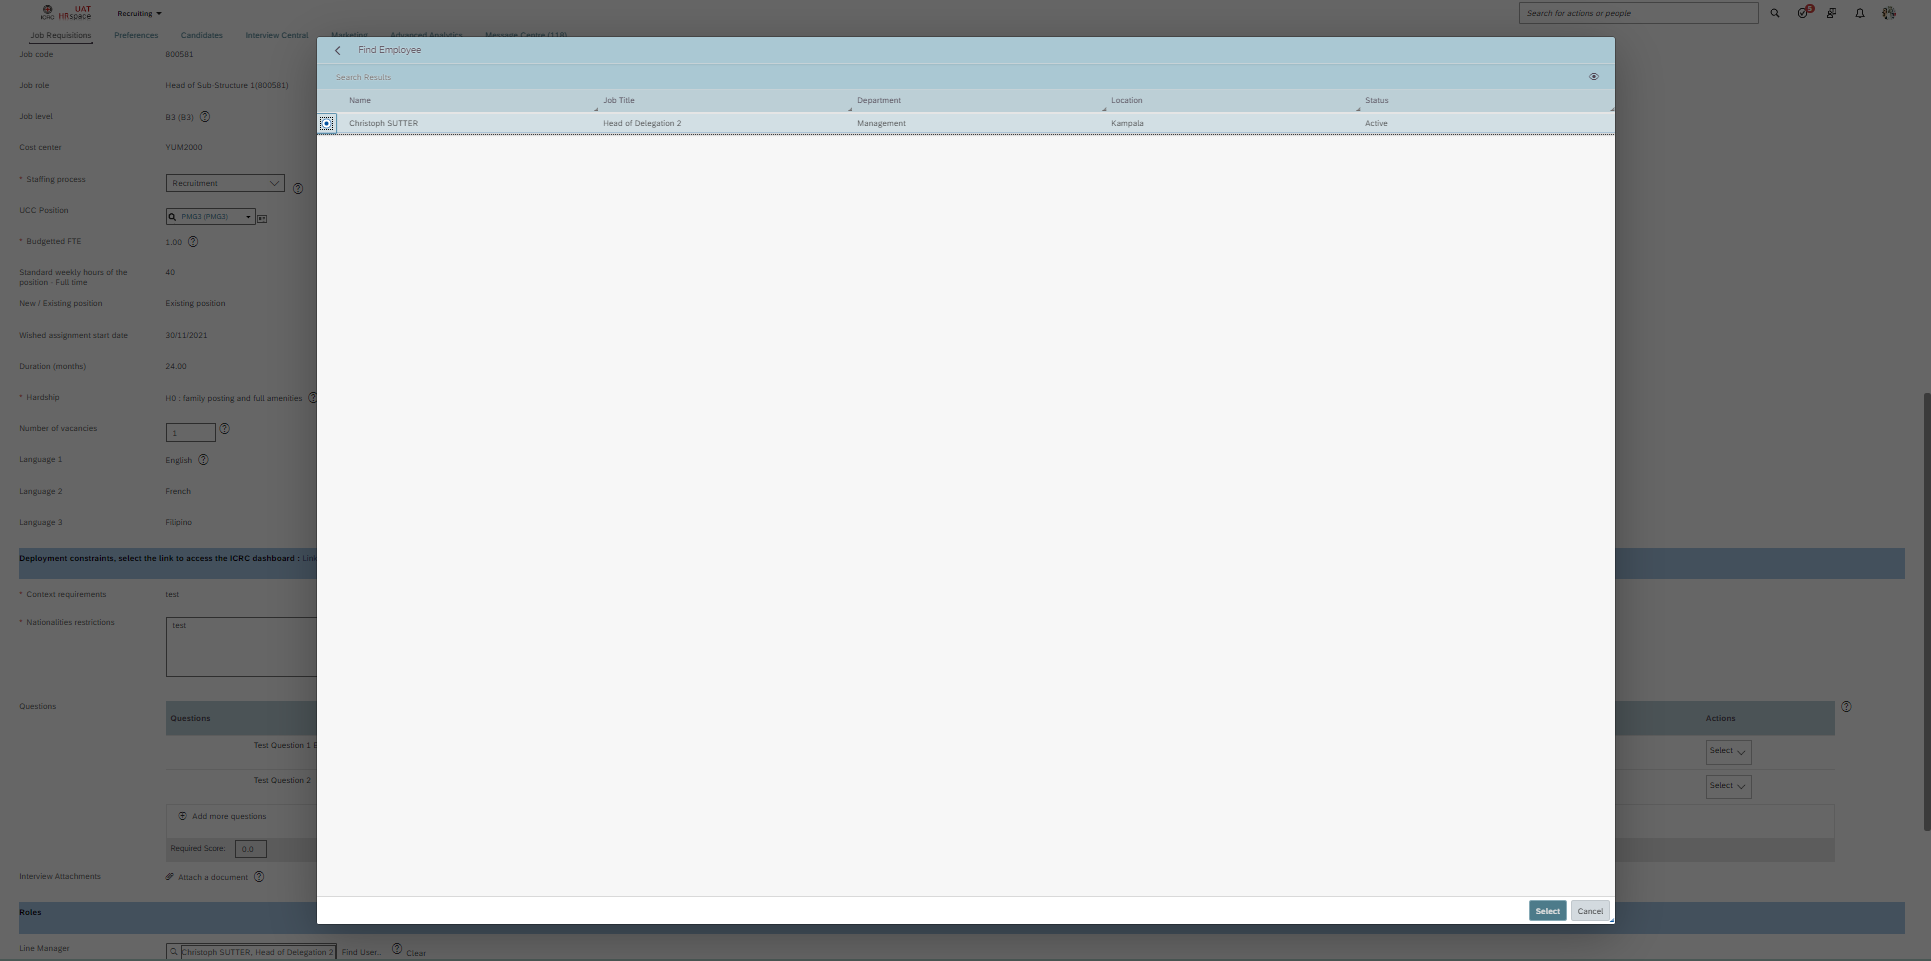 ICRC UAT HRspace Recruiting Search for actions or people 5
Job Requisitions Preferences Candidates Interview Central Marketing Advanced Analytics Message Centre (118)
Find Employee
Search Results
Name Job Title Department Location Status
Christoph SUTTER Head of Delegation 2 Management Kampala Active
Select Cancel
Job code 800581
Job role Head of Sub-Structure 1(800581)
Job level B3 (B3)
Cost center YUM2000
* Staffing process Recruitment
UCC Position PMG3 (PMG3)
* Budgetted FTE 1.00
Standard weekly hours of the position - Full time 40
New / Existing position Existing position
Wished assignment start date 30/11/2021
Duration (months) 24.00
* Hardship H0 : family posting and full amenities
Number of vacancies 1
Language 1 English
Language 2 French
Language 3 Filipino
Deployment constraints, select the link to access the ICRC dashboard : Link
* Context requirements test
* Nationalities restrictions test
Questions
Questions Actions
Test Question 1 Select
Test Question 2 Select
Add more questions
Required Score: 0.0
Interview Attachments Attach a document
Roles
Line Manager Christoph SUTTER, Head of Delegation 2 Find User... Clear